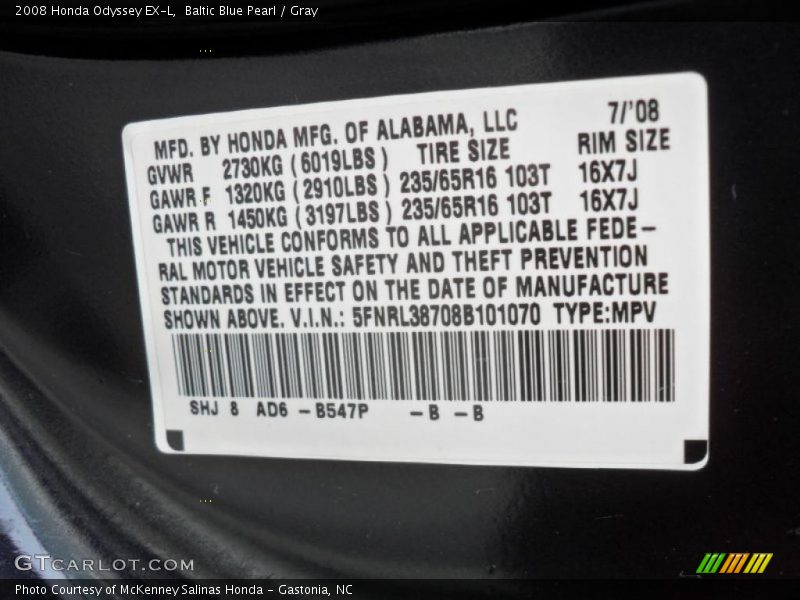 2008 Honda Odyssey EX-L, Baltic Blue Pearl / Gray
MFD. BY HONDA MFG. OF ALABAMA, LLC 7/'08
GVWR 2730KG ( 6019LBS ) TIRE SIZE RIM SIZE
GAWR F 1320KG ( 2910LBS ) 235/65R16 103T 16X7J
GAWR R 1450KG ( 3197LBS ) 235/65R16 103T 16X7J
THIS VEHICLE CONFORMS TO ALL APPLICABLE FEDE-
RAL MOTOR VEHICLE SAFETY AND THEFT PREVENTION
STANDARDS IN EFFECT ON THE DATE OF MANUFACTURE
SHOWN ABOVE. V.I.N.: 5FNRL38708B101070 TYPE:MPV
SHJ 8 AD6 -B547P -B -B
GTCARLOT.COM
Photo Courtesy of McKenney Salinas Honda - Gastonia, NC